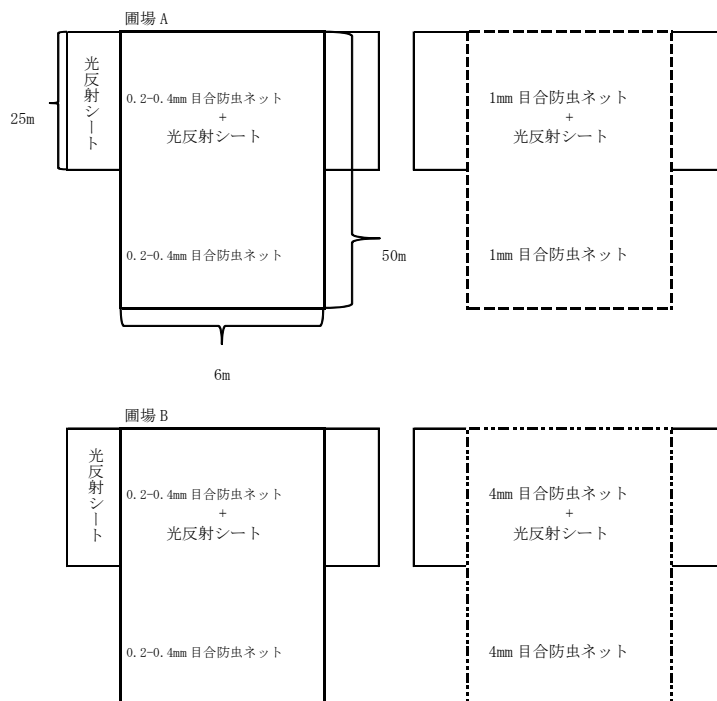 圃場 A
光反射シート
0.2-0.4mm 目合防虫ネット
+
光反射シート
25m
0.2-0.4mm 目合防虫ネット
50m
6m
1mm 目合防虫ネット
+
光反射シート
1mm 目合防虫ネット
圃場 B
光反射シート
0.2-0.4mm 目合防虫ネット
+
光反射シート
0.2-0.4mm 目合防虫ネット
4mm 目合防虫ネット
+
光反射シート
4mm 目合防虫ネット